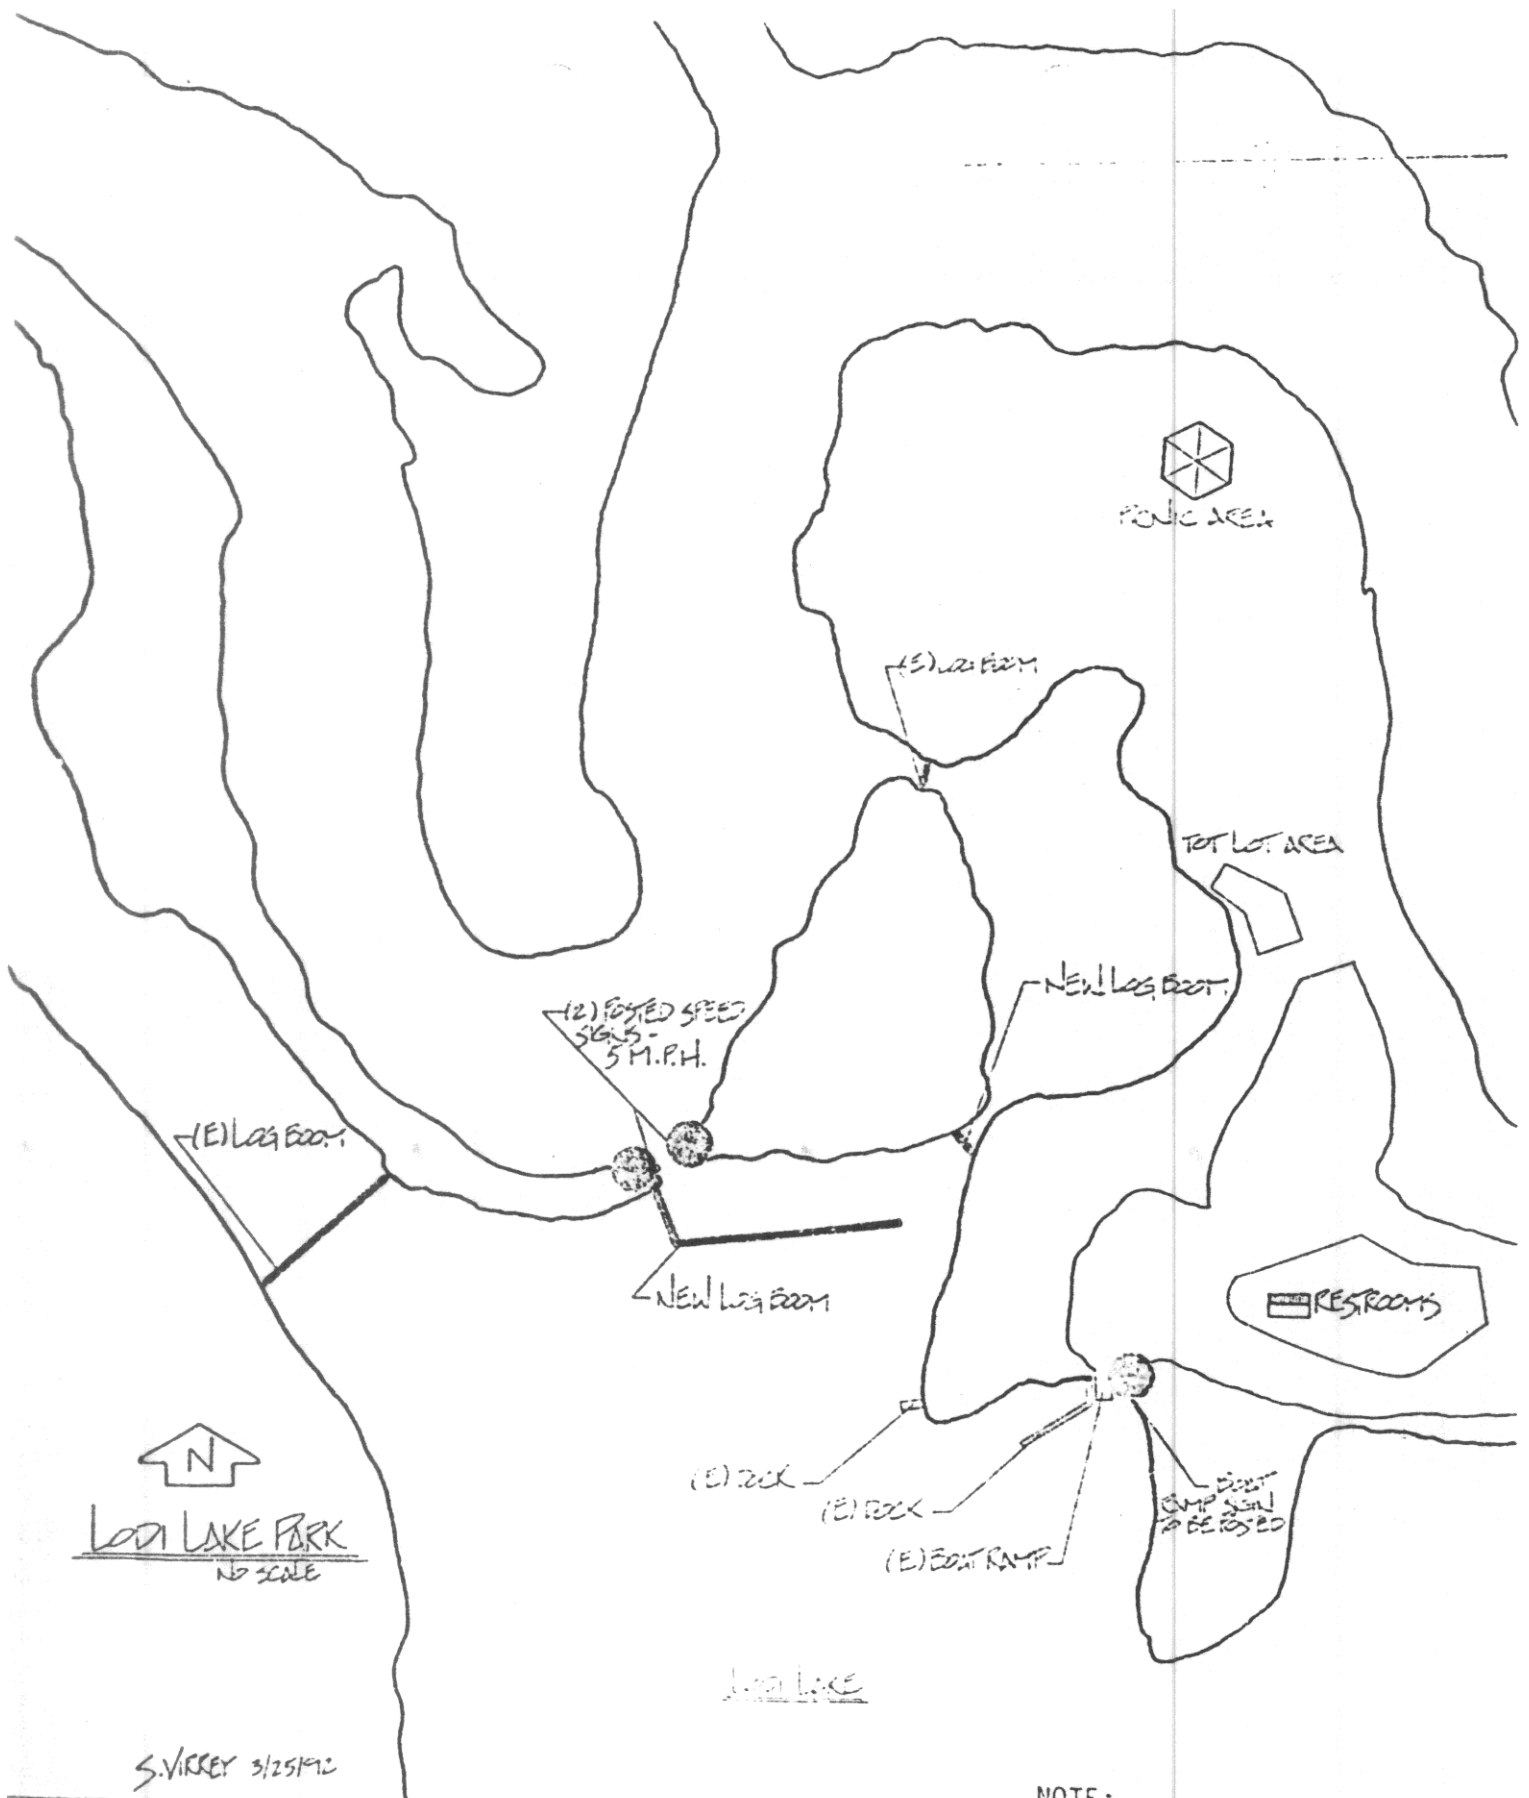 PICNIC AREA
(E) LOG BOOM
TOT LOT AREA
NEW LOG BOOM
(2) POSTED SPEED
SIGNS -
5 M.P.H.
(E) LOG BOOM
NEW LOG BOOM
RESTROOMS
N
LODI LAKE PARK
NO SCALE
(E) DOCK
(E) DOCK
(E) BOAT RAMP
BOAT
RAMP SIGN
TO BE POSTED
LODI LAKE
S. VIRREY 3/25/92
NOTE: